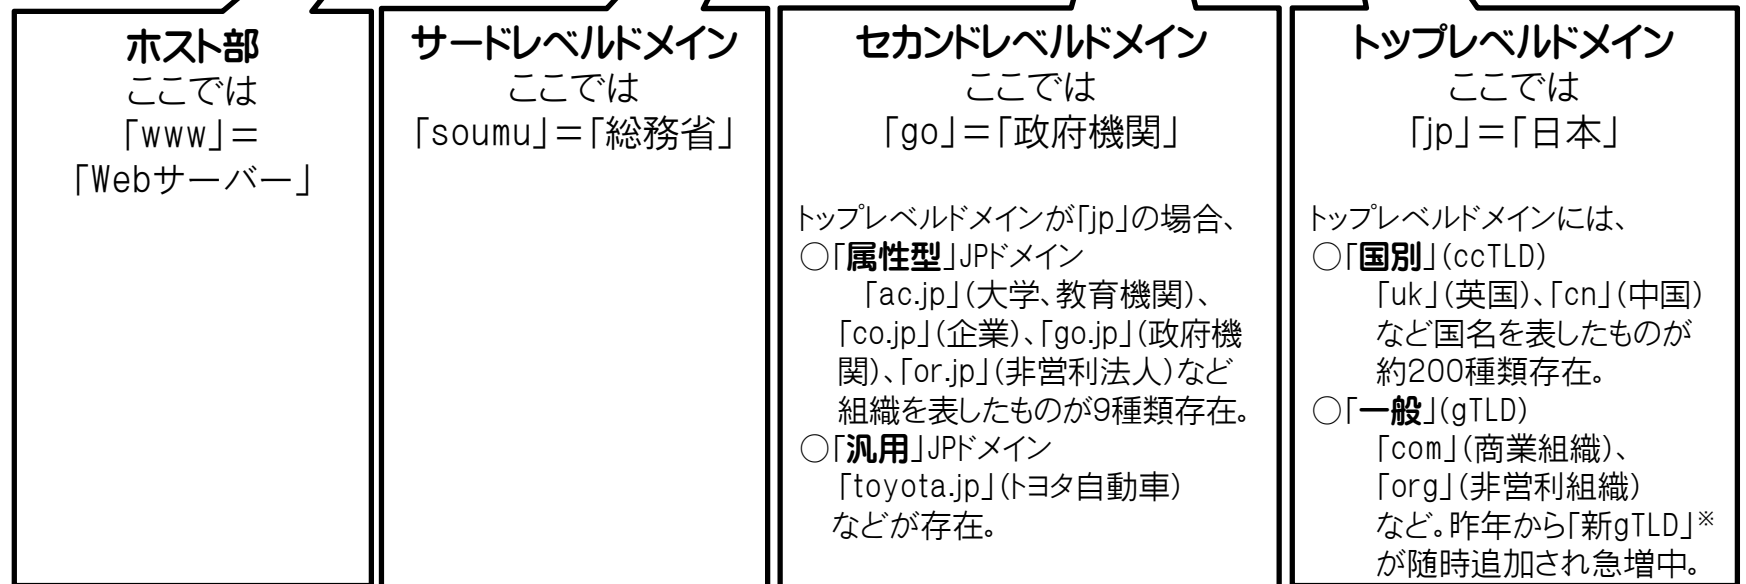 ホスト部
ここでは
「www」＝
「Webサーバー」
サードレベルドメイン
ここでは
「soumu」＝「総務省」
セカンドレベルドメイン
ここでは
「go」＝「政府機関」
トップレベルドメインが「jp」の場合、
○「属性型」JPドメイン
「ac.jp」(大学、教育機関)、
「co.jp」(企業)、「go.jp」(政府機
関)、「or.jp」(非営利法人)など
組織を表したものが9種類存在。
○「汎用」JPドメイン
「toyota.jp」(トヨタ自動車)
などが存在。
トップレベルドメイン
ここでは
「jp」＝「日本」
トップレベルドメインには、
○「国別」(ccTLD)
「uk」(英国)、「cn」(中国)
など国名を表したものが
約200種類存在。
○「一般」(gTLD)
「com」(商業組織)、
「org」(非営利組織)
など。昨年から「新gTLD」※
が随時追加され急増中。